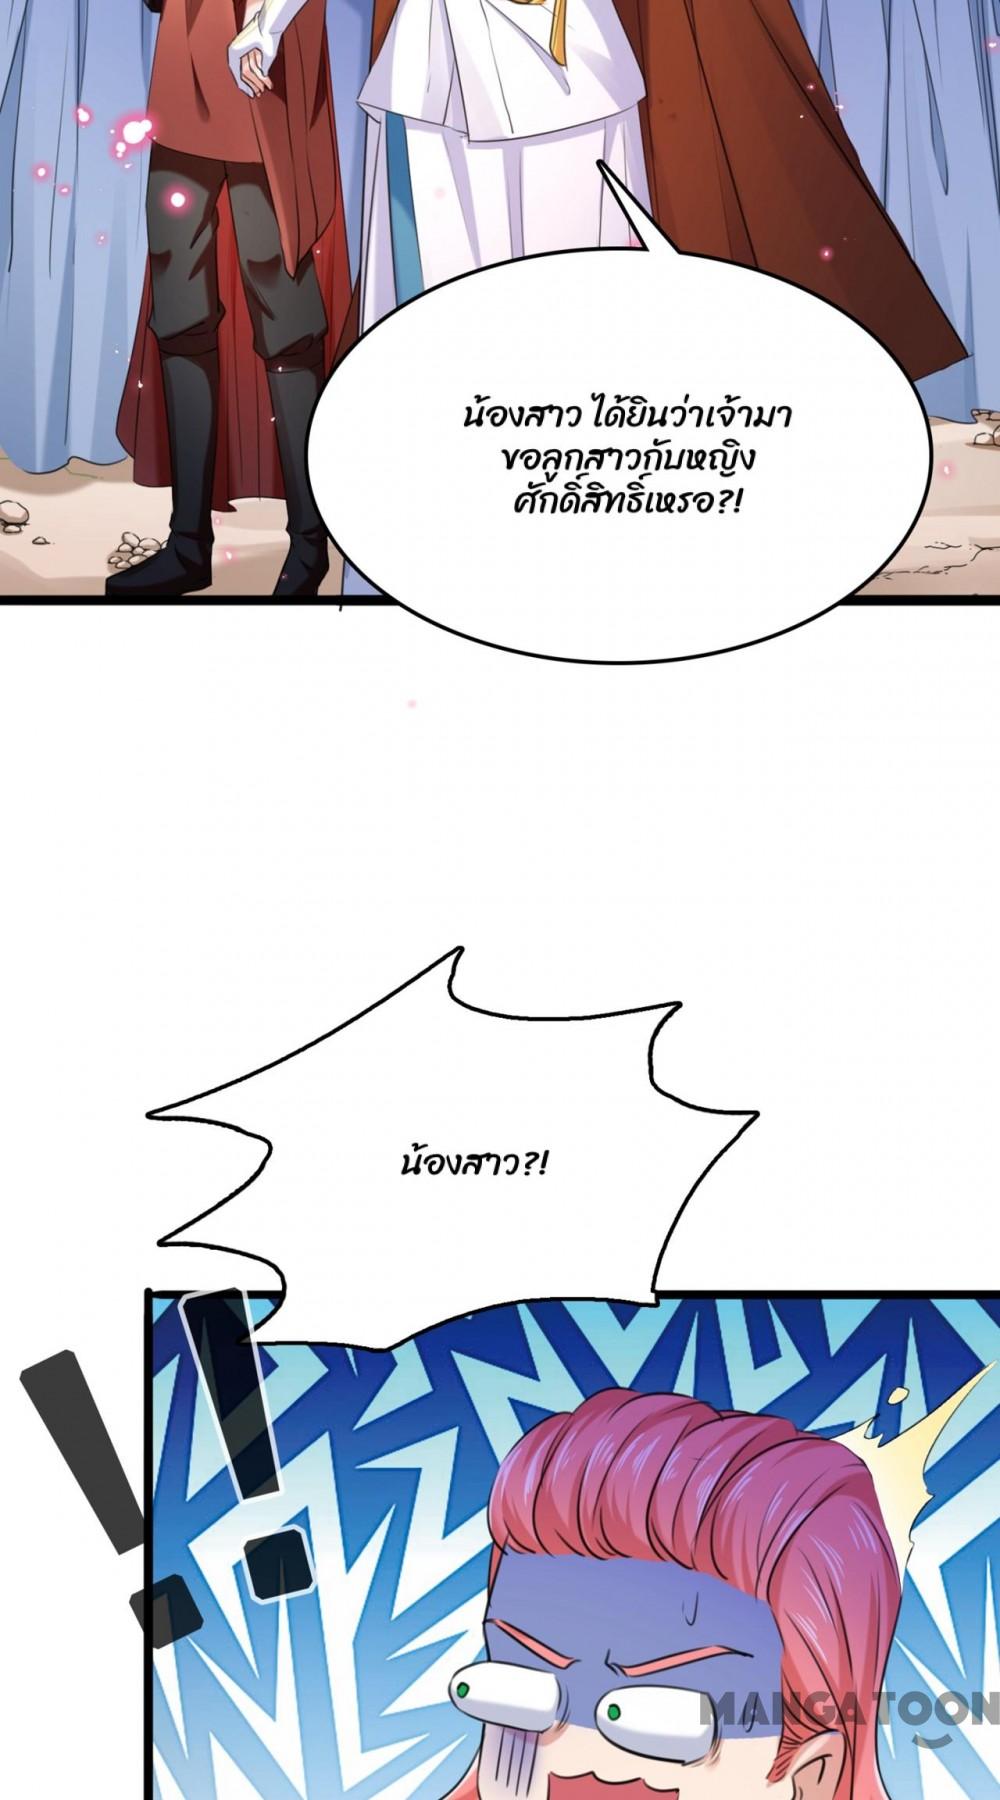 น้องสาว ได้ยินว่าเจ้ามา
ขอลูกสาวกับหญิง
ศักดิ์สิทธิ์เหรอ?!
น้องสาว?!
!!
MANGATOON